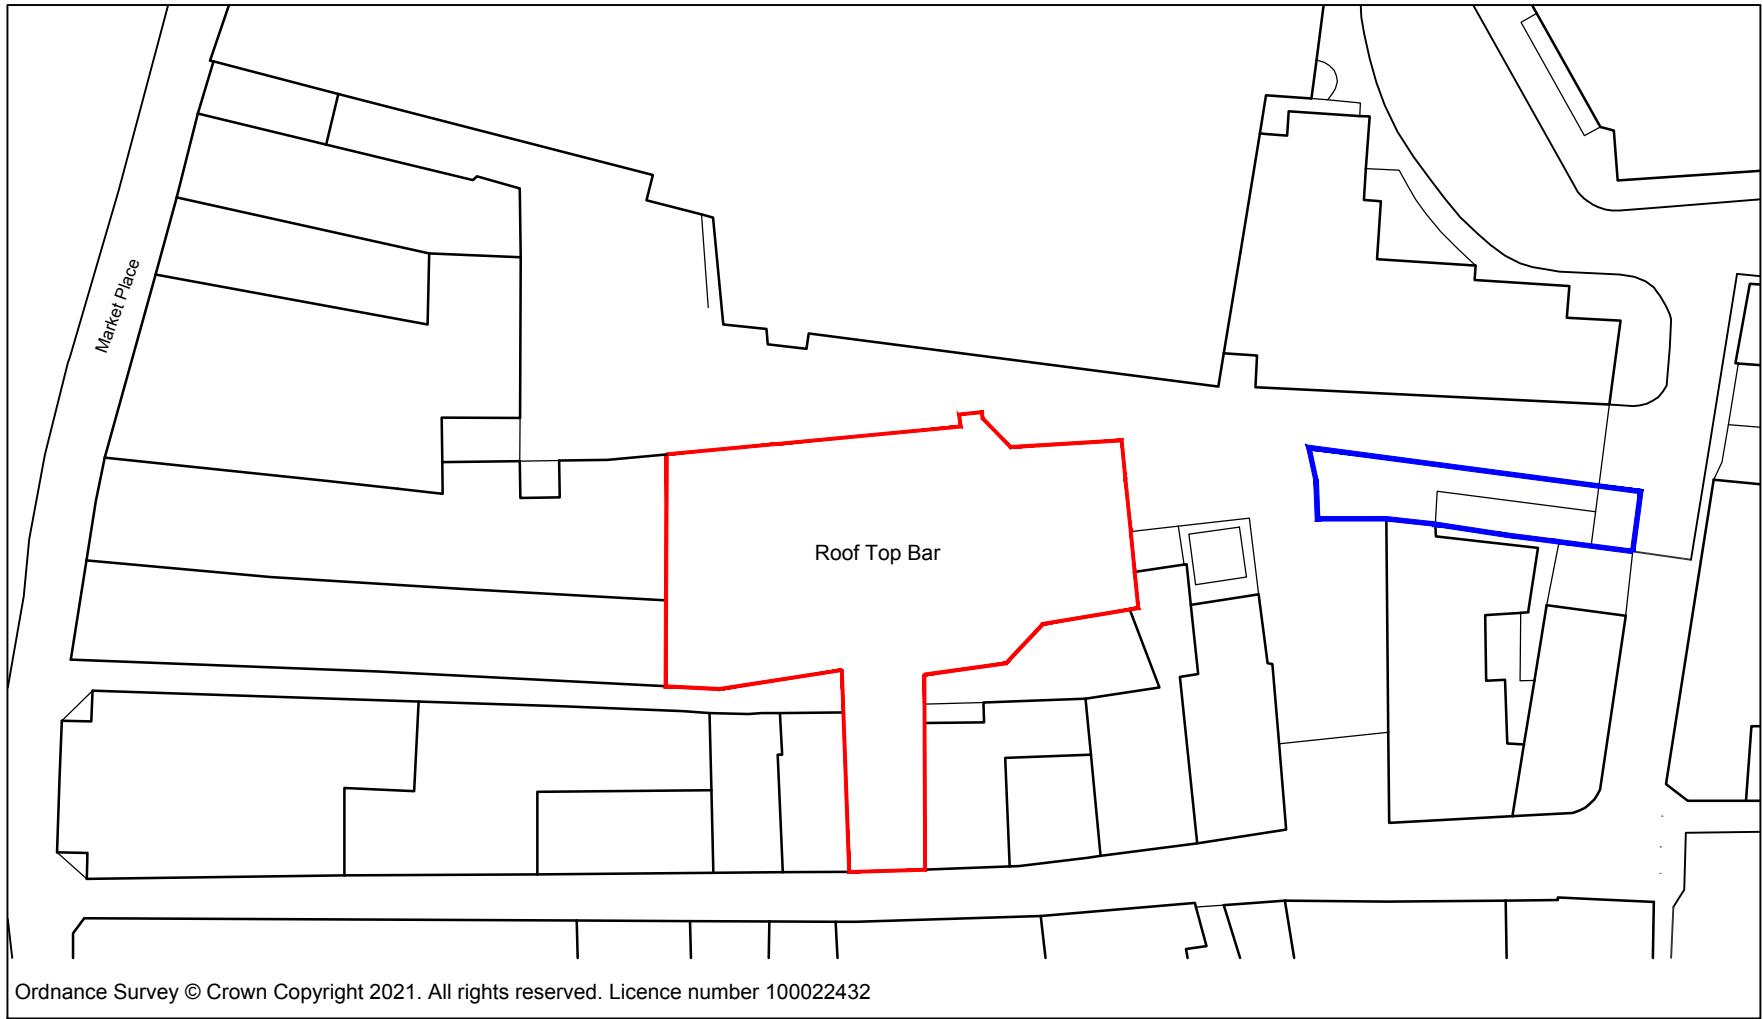 Market Place
Roof Top Bar
Ordnance Survey © Crown Copyright 2021. All rights reserved. Licence number 100022432